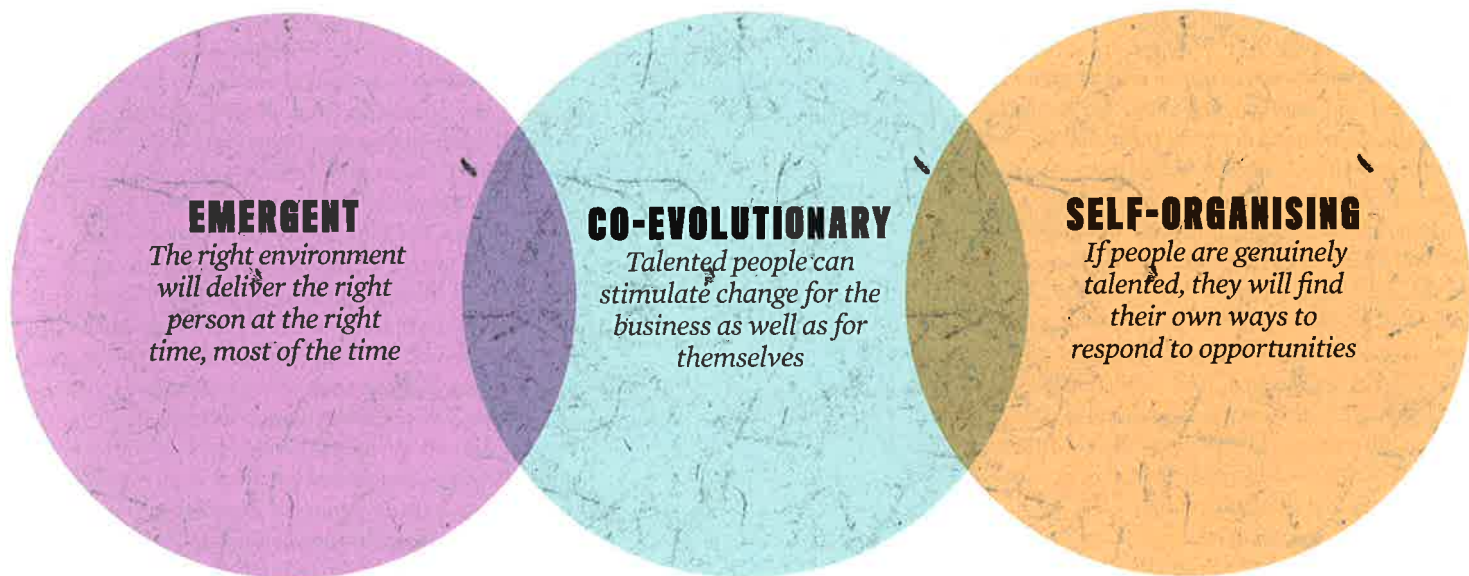 EMERGENT
The right environment
will deliver the right
person at the right
time, most of the time
CO-EVOLUTIONARY
Talented people can
stimulate change for the
business as well as for
themselves
SELF-ORGANISING
If people are genuinely
talented, they will find
their own ways to
respond to opportunities